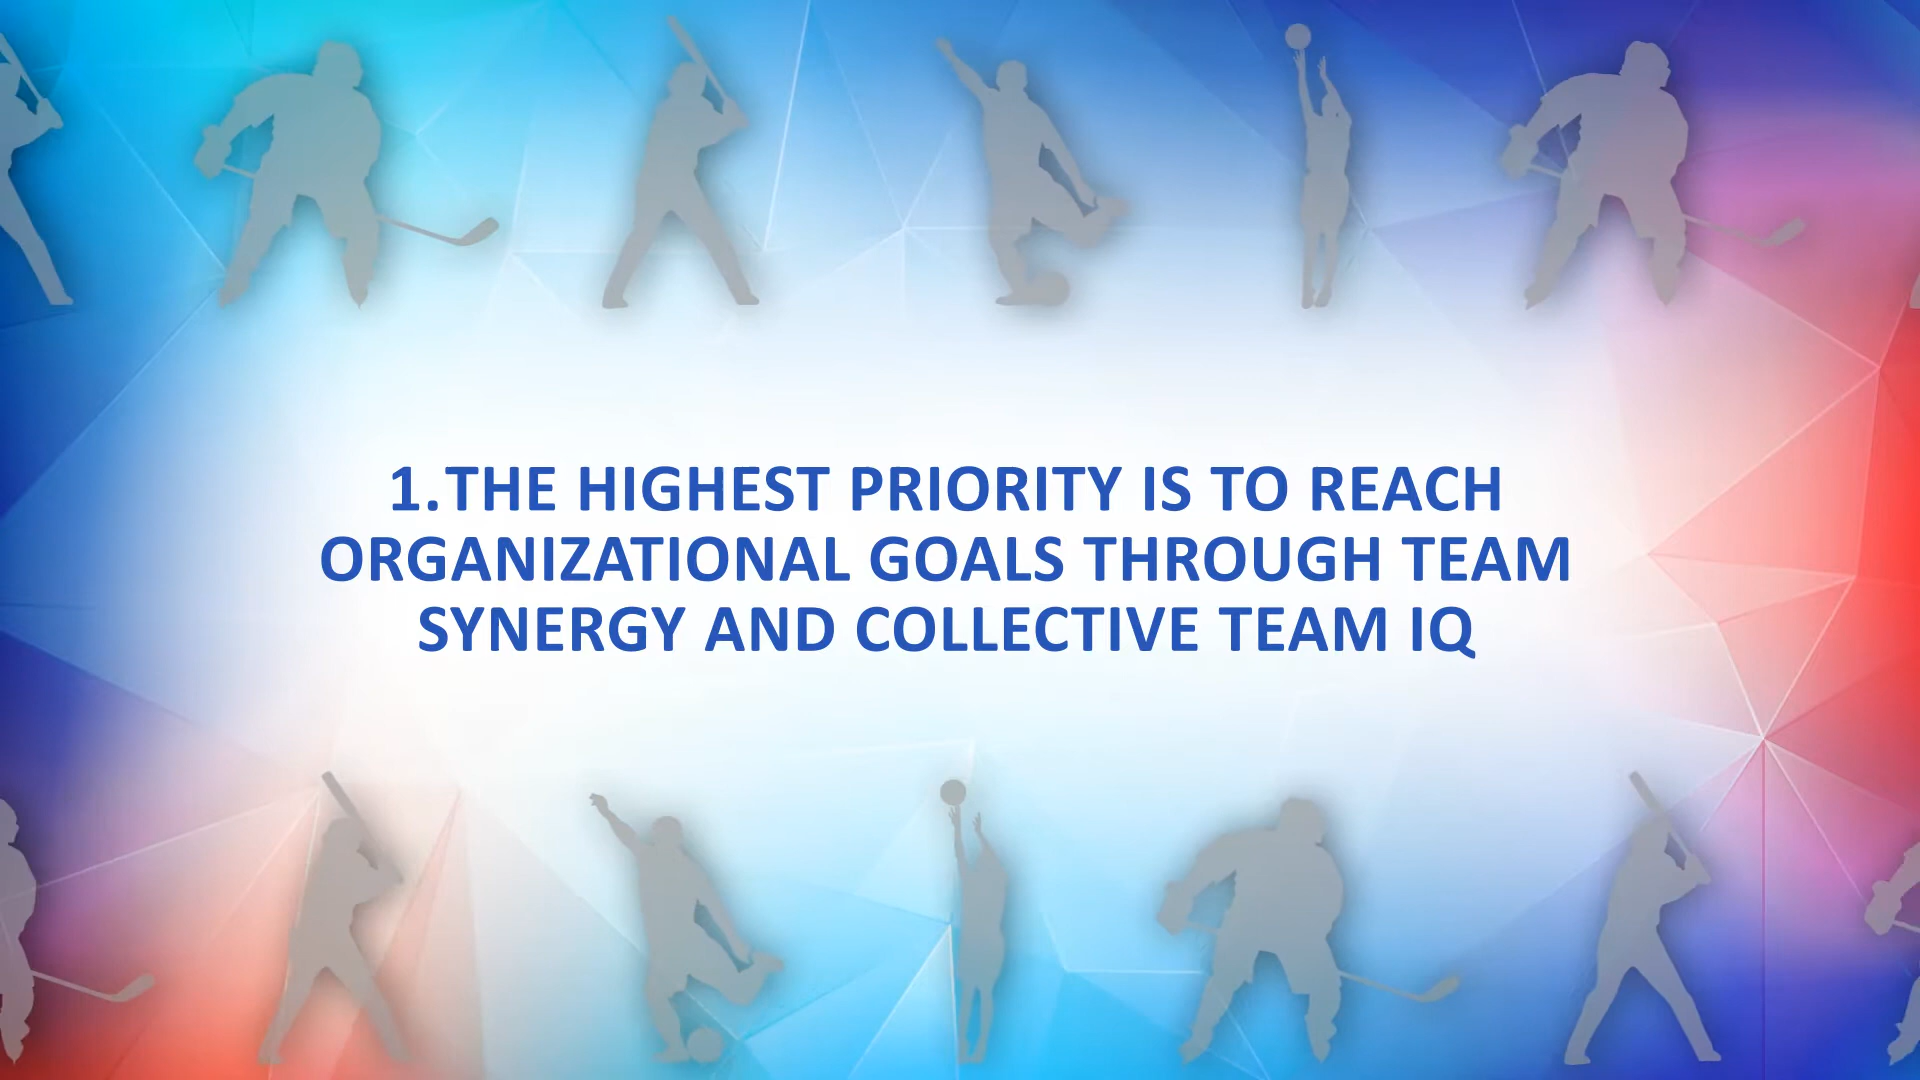 1.THE HIGHEST PRIORITY IS TO REACH
ORGANIZATIONAL GOALS THROUGH TEAM
SYNERGY AND COLLECTIVE TEAM IQ